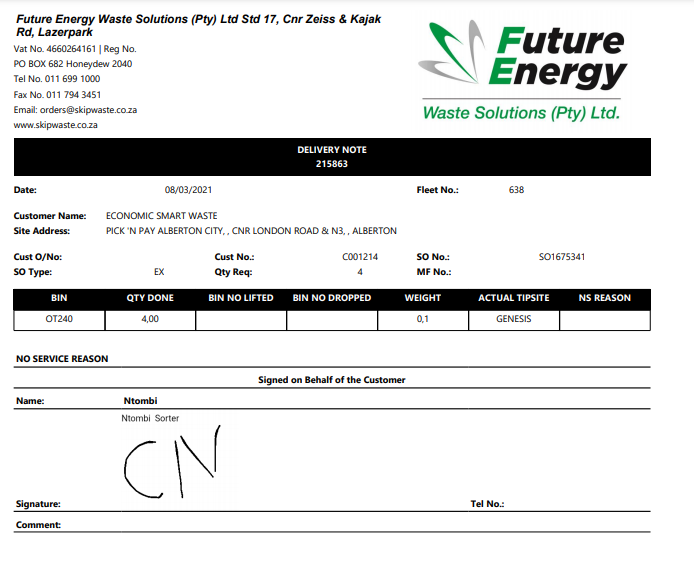 Future Energy Waste Solutions (Pty) Ltd Std 17, Cnr Zeiss & Kajak
Rd, Lazerpark
Vat No. 4660264161 | Reg No.
PO BOX 682 Honeydew 2040
Tel No. 011 699 1000
Fax No. 011 794 3451
Email: orders@skipwaste.co.za
www.skipwaste.co.za
Future
Energy
Waste Solutions (Pty) Ltd.
DELIVERY NOTE
215863
Date: 08/03/2021 Fleet No.: 638
Customer Name: ECONOMIC SMART WASTE
Site Address: PICK 'N PAY ALBERTON CITY, , CNR LONDON ROAD & N3, , ALBERTON
Cust O/No: Cust No.: C001214 SO No.: SO1675341
SO Type: EX Qty Req: 4 MF No.:
BIN QTY DONE BIN NO LIFTED BIN NO DROPPED WEIGHT ACTUAL TIPSITE NS REASON
OT240 4,00 0,1 GENESIS
NO SERVICE REASON
Signed on Behalf of the Customer
Name: Ntombi
Ntombi Sorter
CN
Signature: Tel No.:
Comment: